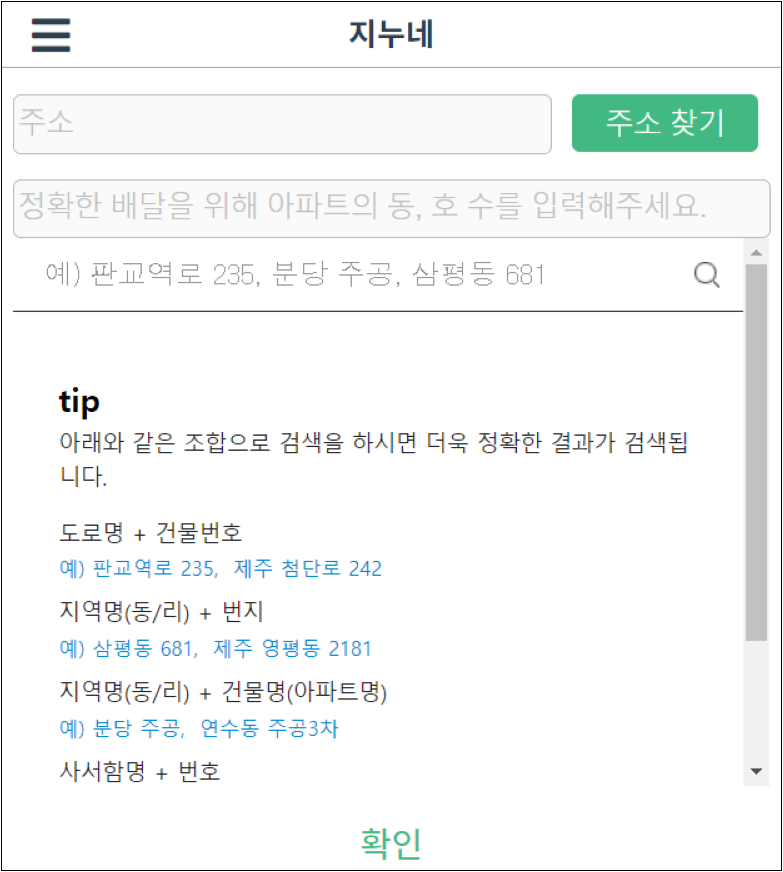 지누네
주소
주소 찾기
정확한 배달을 위해 아파트의 동, 호 수를 입력해주세요.
예) 판교역로 235, 분당 주공, 삼평동 681
tip
아래와 같은 조합으로 검색을 하시면 더욱 정확한 결과가 검색됩
니다.
도로명 + 건물번호
예) 판교역로 235, 제주 첨단로 242
지역명(동/리) + 번지
예) 삼평동 681, 제주 영평동 2181
지역명(동/리) + 건물명(아파트명)
예) 분당 주공, 연수동 주공3차
사서함명 + 번호
확인